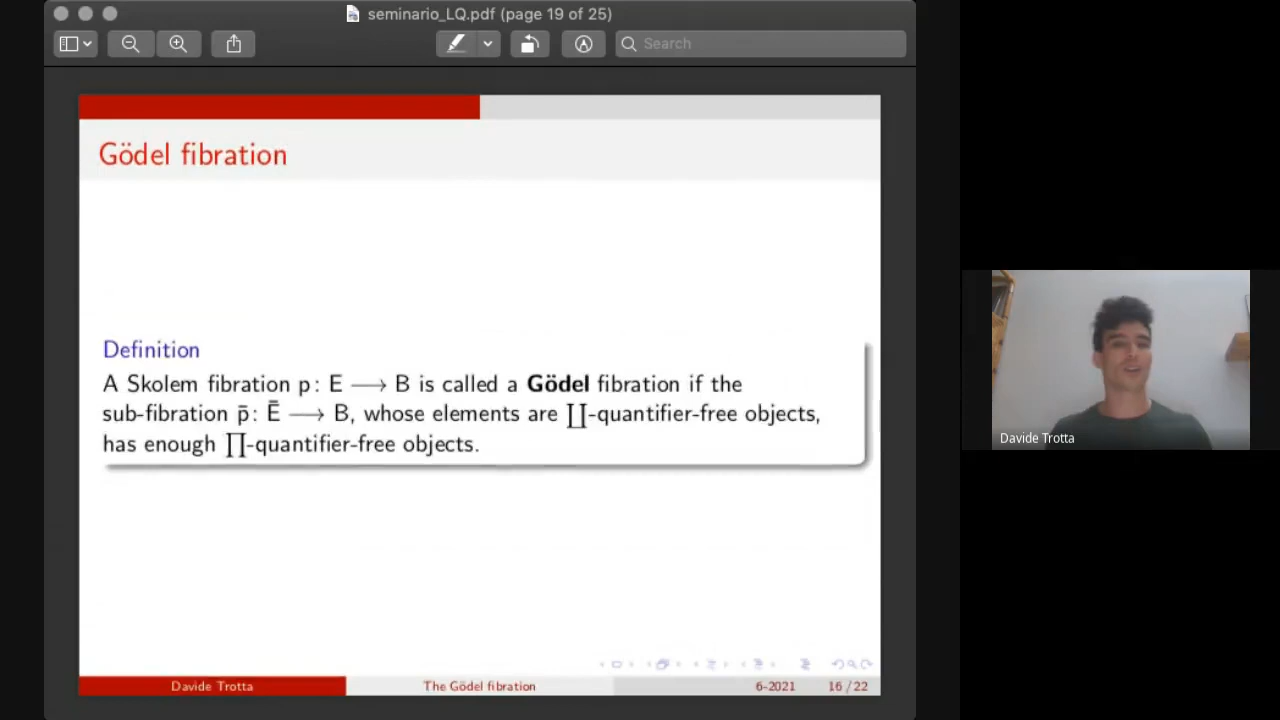 seminario_LQ.pdf (page 19 of 25)
Search
Gödel fibration
Definition
A Skolem fibration p: E ⟶ B is called a Gödel fibration if the
sub-fibration p̄: Ē ⟶ B, whose elements are ∐-quantifier-free objects,
has enough ∏-quantifier-free objects.
Davide Trotta
Davide Trotta The Gödel fibration 6-2021 16 / 22